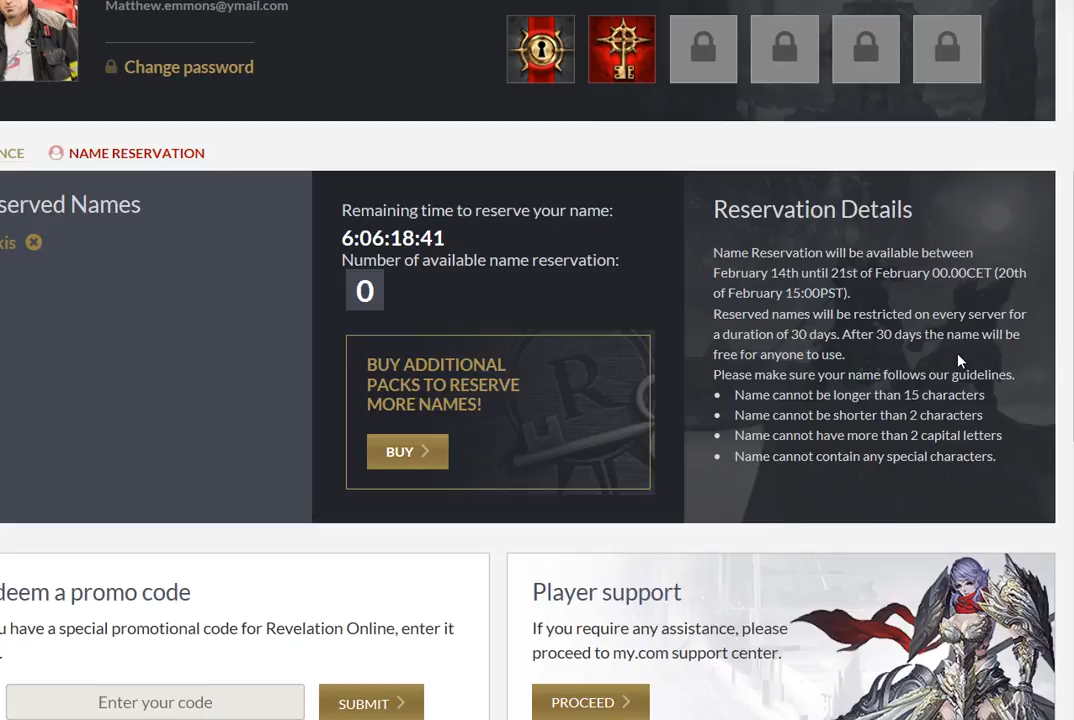 Matthew.emmons@ymail.com
Change password
NCE
NAME RESERVATION
served Names
kis
Remaining time to reserve your name:
6:06:18:41
Number of available name reservation:
0
BUY ADDITIONAL
PACKS TO RESERVE
MORE NAMES!
BUY
Reservation Details
Name Reservation will be available between
February 14th until 21st of February 00.00CET (20th
of February 15:00PST).
Reserved names will be restricted on every server for
a duration of 30 days. After 30 days the name will be
free for anyone to use.
Please make sure your name follows our guidelines.
• Name cannot be longer than 15 characters
• Name cannot be shorter than 2 characters
• Name cannot have more than 2 capital letters
• Name cannot contain any special characters.
deem a promo code
u have a special promotional code for Revelation Online, enter it
.
Enter your code
SUBMIT
Player support
If you require any assistance, please
proceed to my.com support center.
PROCEED